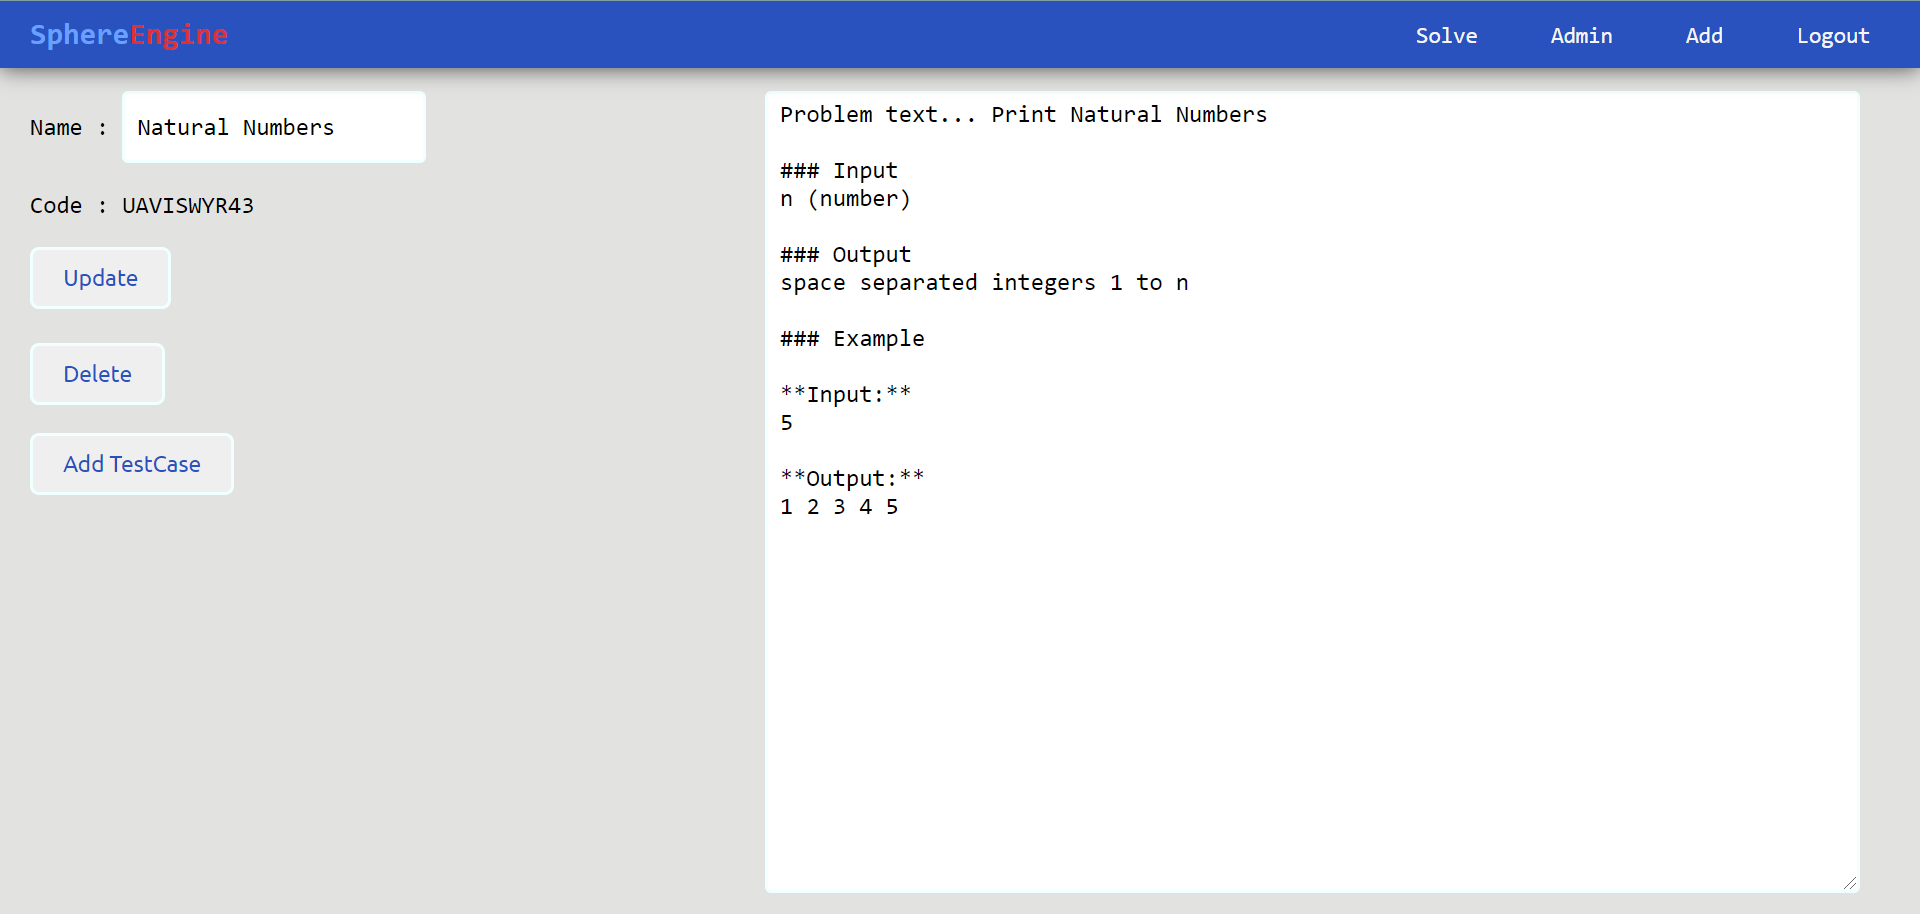 SphereEngine
Solve Admin Add Logout
Name : Natural Numbers
Code : UAVISWYR43
Update
Delete
Add TestCase
Problem text... Print Natural Numbers
### Input
n (number)
### Output
space separated integers 1 to n
### Example
**Input:**
5
**Output:**
1 2 3 4 5